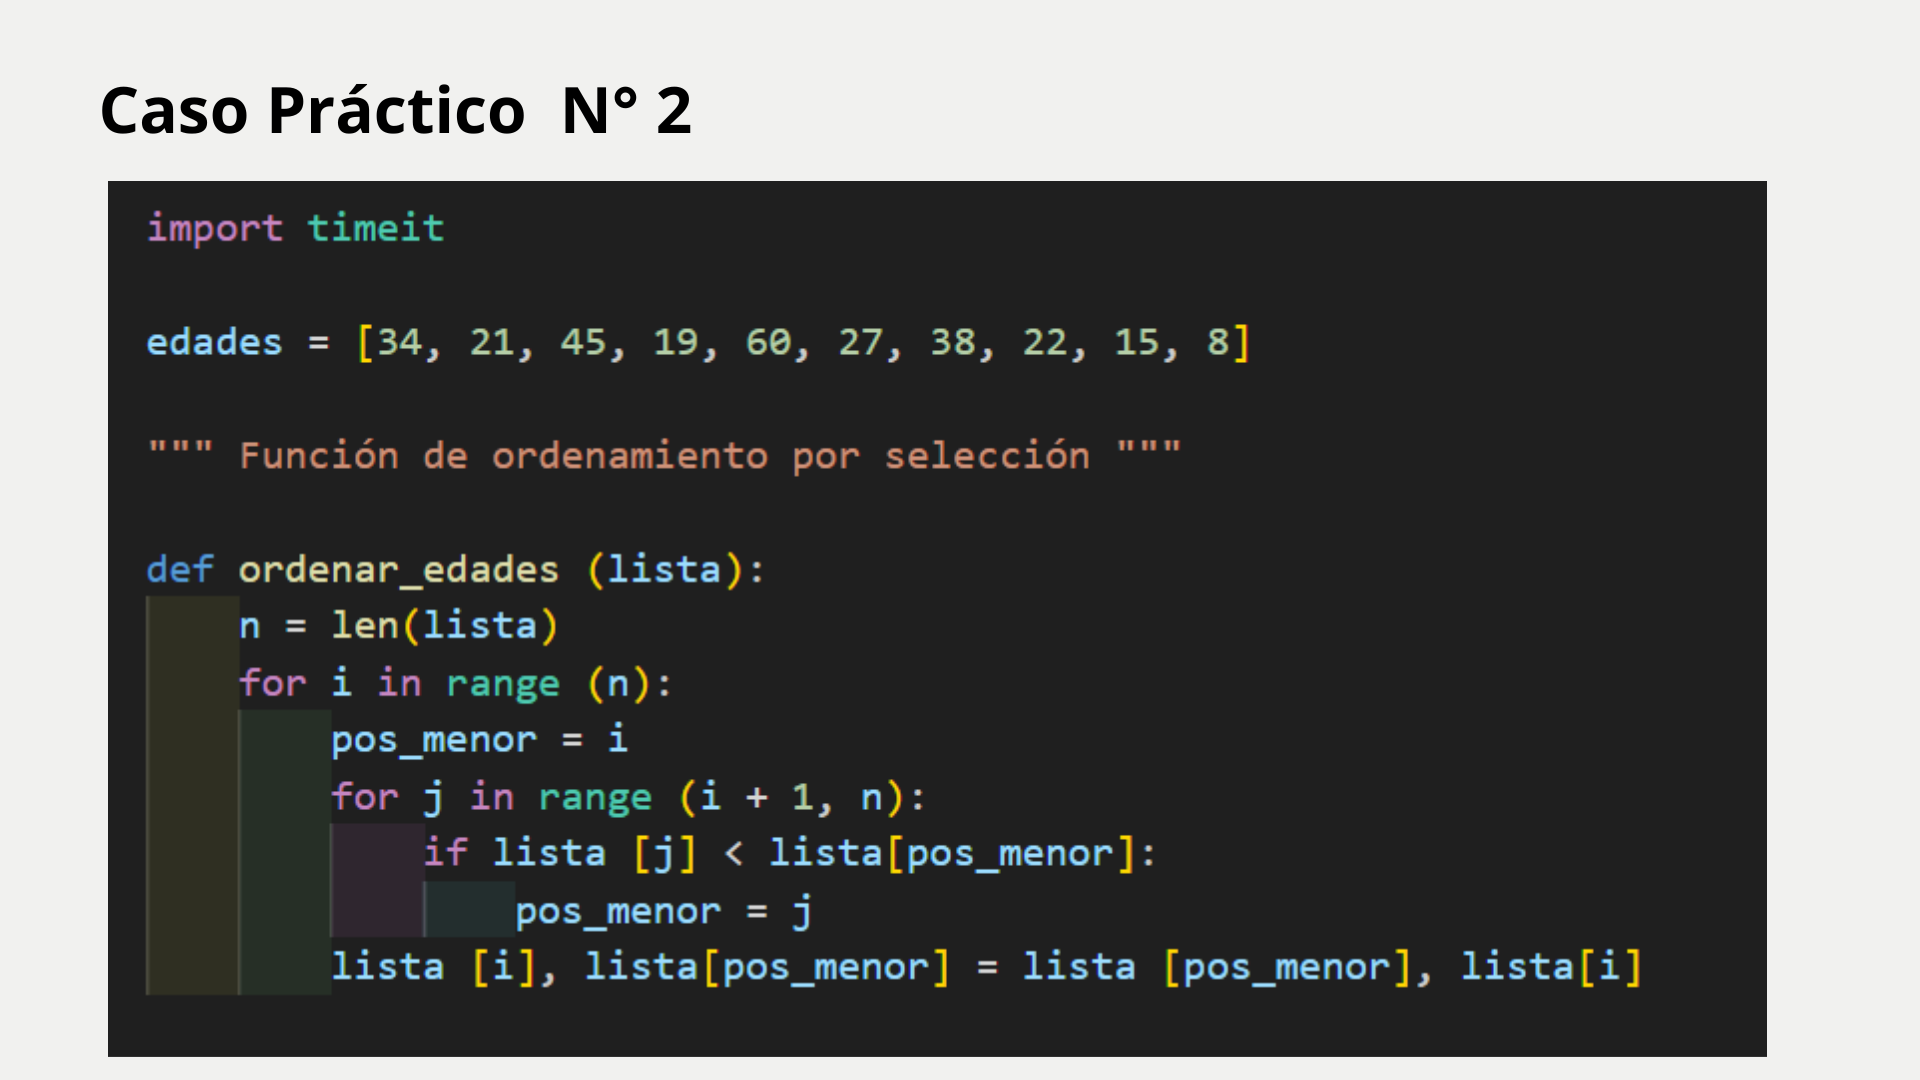 Caso Práctico  N° 2
import timeit
edades = [34, 21, 45, 19, 60, 27, 38, 22, 15, 8]
""" Función de ordenamiento por selección """
def ordenar_edades (lista):
    n = len(lista)
    for i in range (n):
        pos_menor = i
        for j in range (i + 1, n):
            if lista [j] < lista[pos_menor]:
                pos_menor = j
        lista [i], lista[pos_menor] = lista [pos_menor], lista[i]